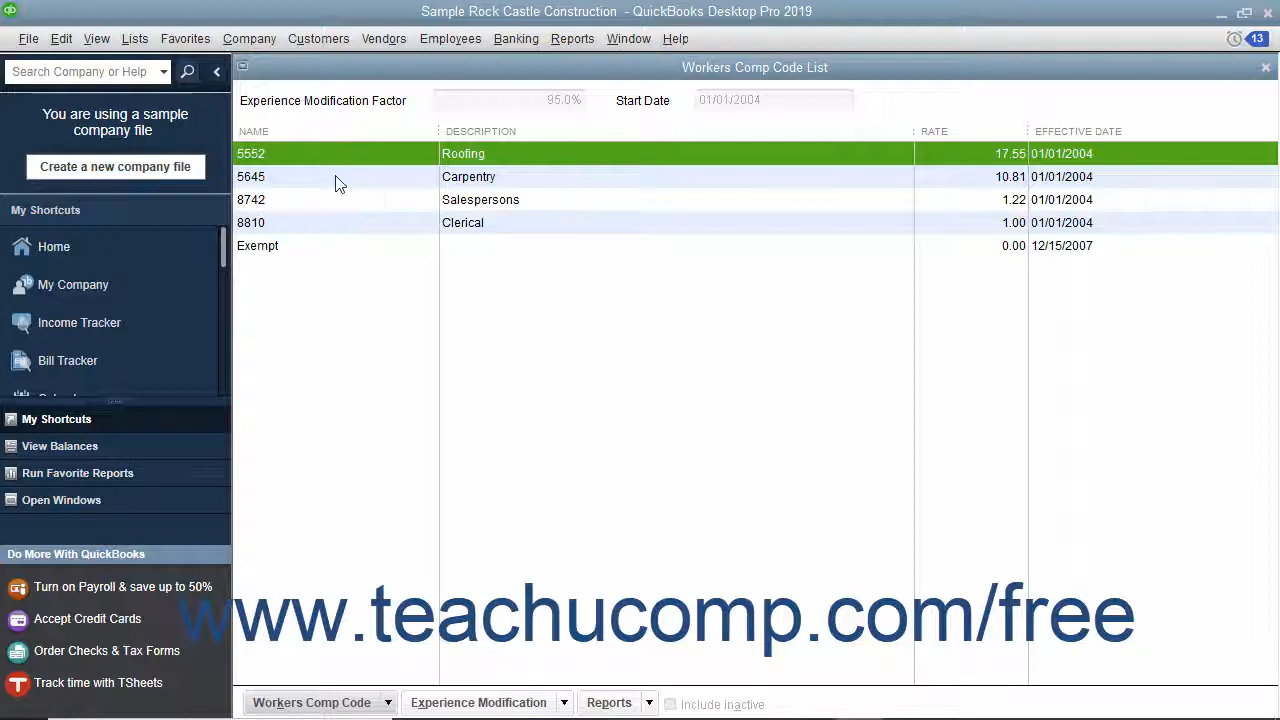 Sample Rock Castle Construction - QuickBooks Desktop Pro 2019
File Edit View Lists Favorites Company Customers Vendors Employees Banking Reports Window Help 13
Search Company or Help
Workers Comp Code List
You are using a sample
company file
Create a new company file
Experience Modification Factor 95.0% Start Date 01/01/2004
NAME DESCRIPTION RATE EFFECTIVE DATE
5552 Roofing 17.55 01/01/2004
5645 Carpentry 10.81 01/01/2004
8742 Salespersons 1.22 01/01/2004
8810 Clerical 1.00 01/01/2004
Exempt 0.00 12/15/2007
My Shortcuts
Home
My Company
Income Tracker
Bill Tracker
My Shortcuts
View Balances
Run Favorite Reports
Open Windows
Do More With QuickBooks
Turn on Payroll & save up to 50%
Accept Credit Cards
Order Checks & Tax Forms
Track time with TSheets
www.teachucomp.com/free
Workers Comp Code Experience Modification Reports Include inactive